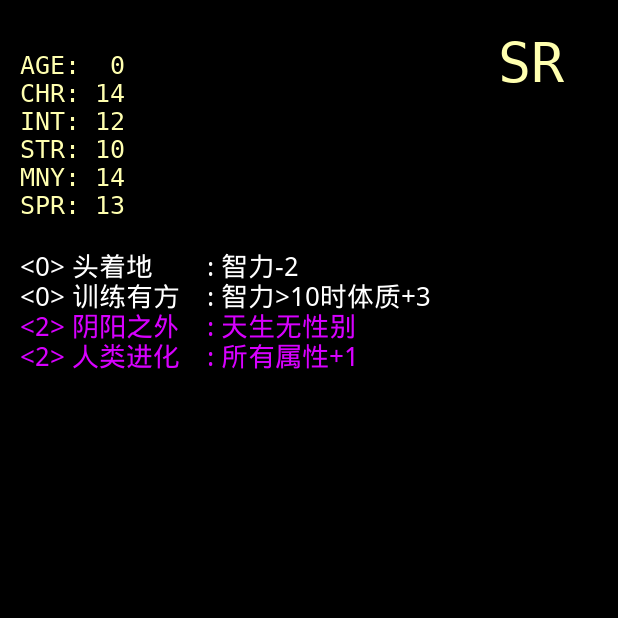 SR
AGE: 0
CHR: 14
INT: 12
STR: 10
MNY: 14
SPR: 13
<0> 头着地 : 智力-2
<0> 训练有方 : 智力>10时体质+3
<2> 阴阳之外 : 天生无性别
<2> 人类进化 : 所有属性+1